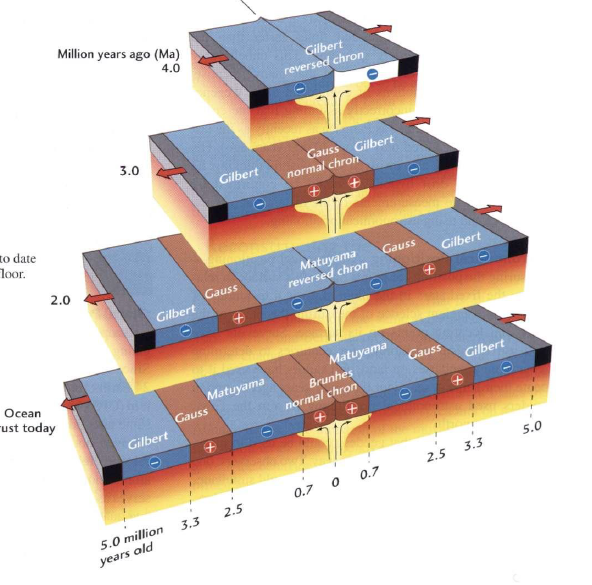 Million years ago (Ma)
4.0
Gilbert
reversed chron
−
−
3.0
Gilbert
Gauss
normal chron
Gilbert
−
+
+
−
to date
loor.
2.0
Gilbert
Gauss
Matuyama
reversed chron
Gauss
Gilbert
−
+
−
−
+
−
Ocean
rust today
Gilbert
Gauss
Matuyama
Brunhes
normal chron
Matuyama
Gauss
Gilbert
−
+
−
+
+
−
+
−
5.0 million
years old
3.3
2.5
0.7
0
0.7
2.5
3.3
5.0